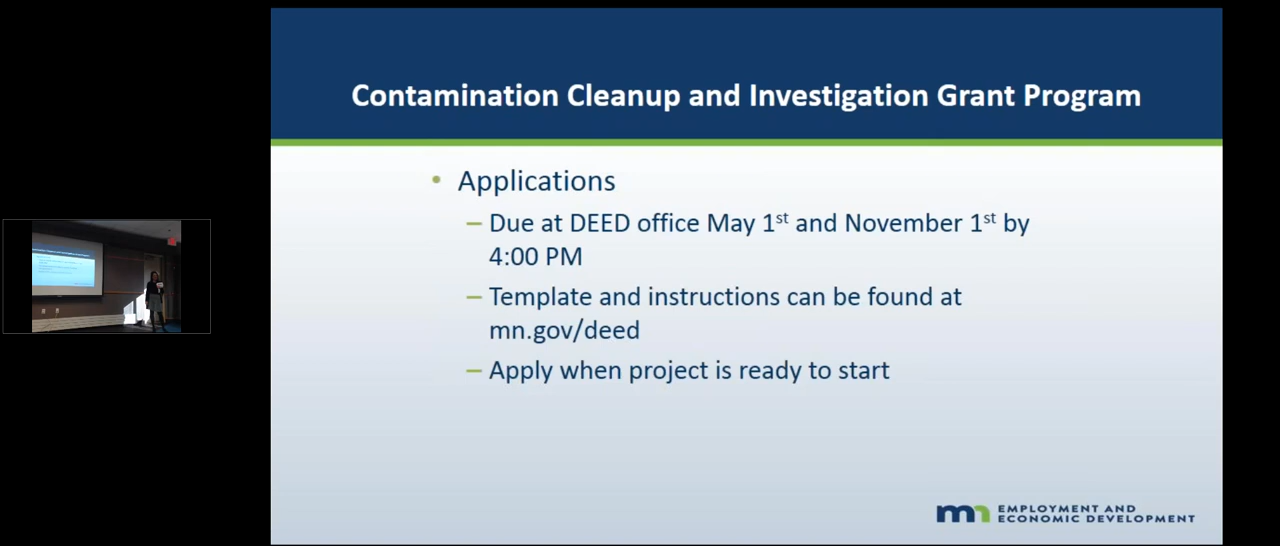 Contamination Cleanup and Investigation Grant Program
• Applications
– Due at DEED office May 1st and November 1st by
4:00 PM
– Template and instructions can be found at
mn.gov/deed
– Apply when project is ready to start
mn EMPLOYMENT AND
ECONOMIC DEVELOPMENT